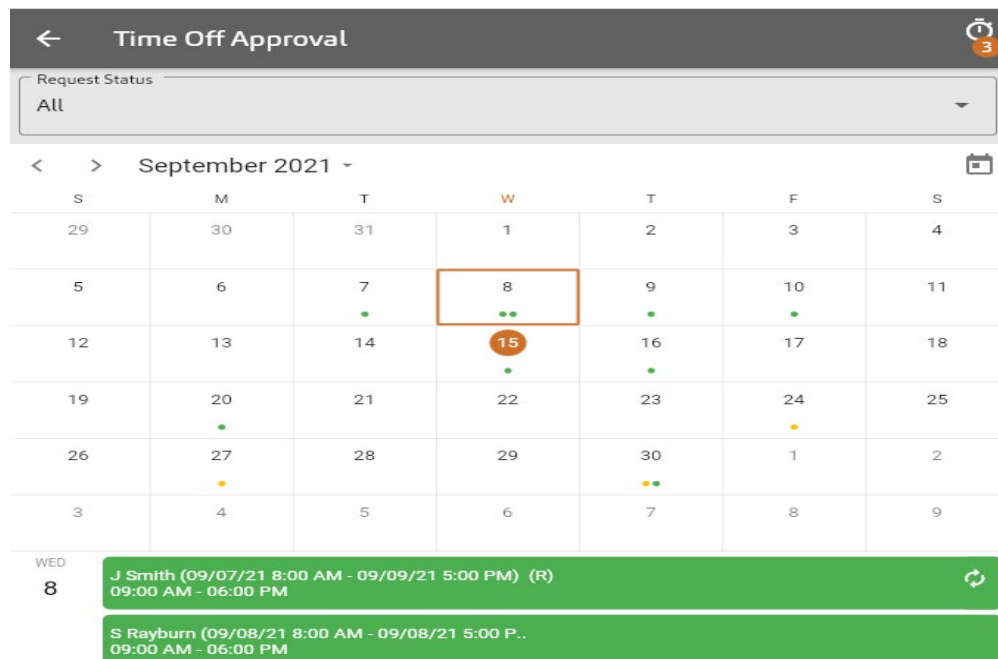 Time Off Approval
3
Request Status
All
September 2021
S M T W T F S
29 30 31 1 2 3 4
5 6 7 8 9 10 11
12 13 14 15 16 17 18
19 20 21 22 23 24 25
26 27 28 29 30 1 2
3 4 5 6 7 8 9
WED
8
J Smith (09/07/21 8:00 AM - 09/09/21 5:00 PM) (R)
09:00 AM - 06:00 PM
S Rayburn (09/08/21 8:00 AM - 09/08/21 5:00 P..
09:00 AM - 06:00 PM